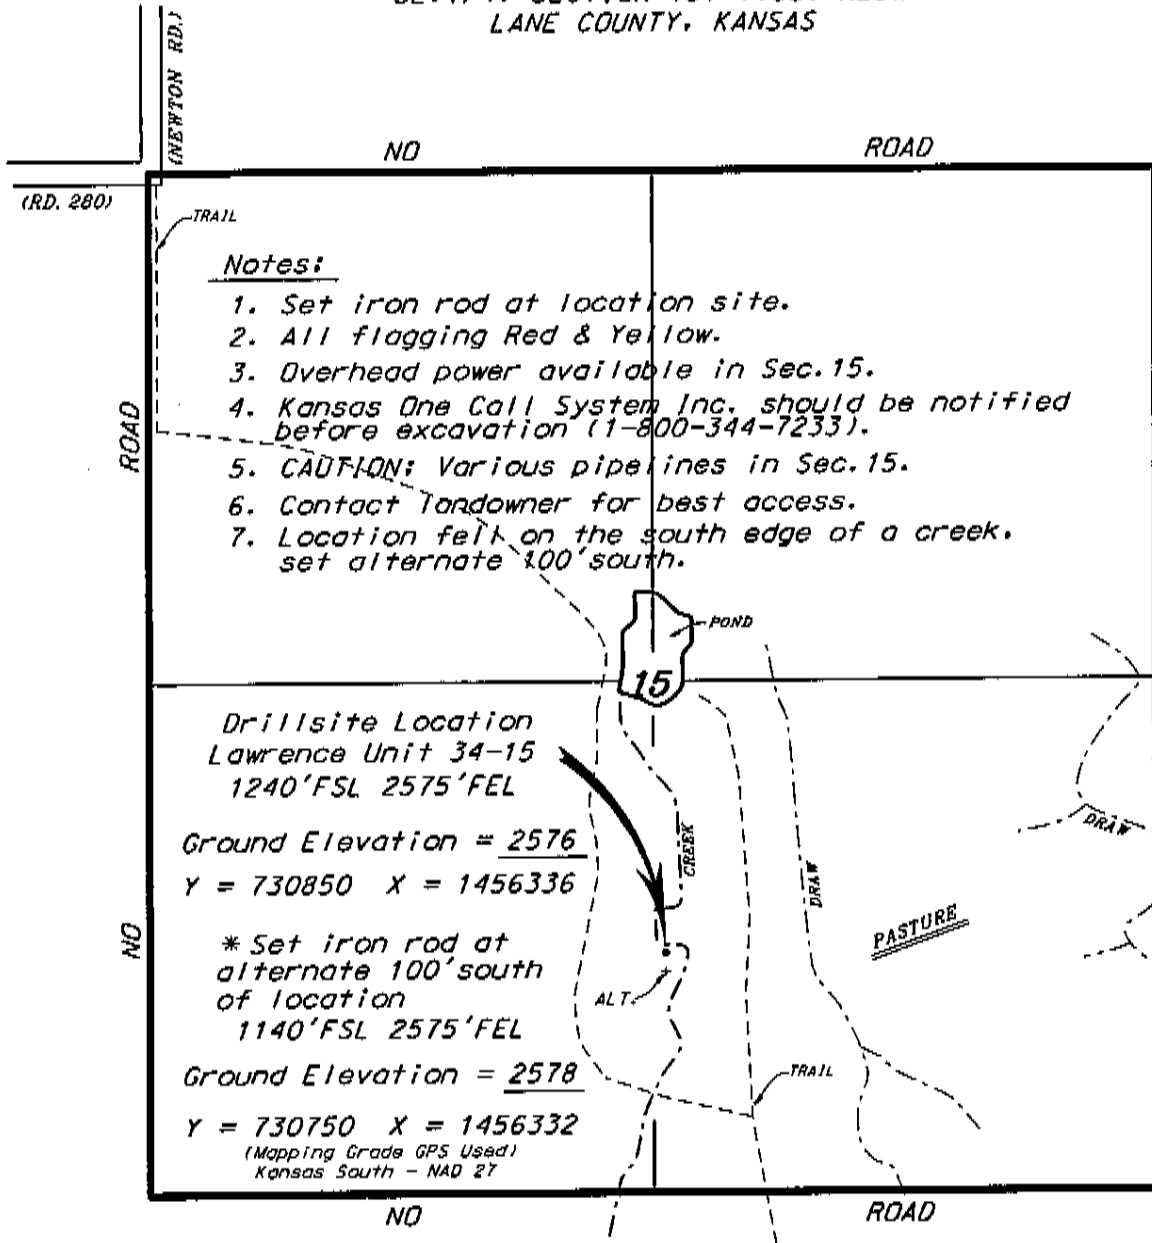 LANE COUNTY, KANSAS
(NEWTON RD.)
NO ROAD
(RD. 280)
TRAIL
Notes:
1. Set iron rod at location site.
2. All flagging Red & Yellow.
3. Overhead power available in Sec. 15.
4. Kansas One Call System Inc. should be notified
before excavation (1-800-344-7233).
5. CAUTION: Various pipelines in Sec. 15.
6. Contact landowner for best access.
7. Location fell on the south edge of a creek.
set alternate 100' south.
ROAD
POND
15
Drillsite Location
Lawrence Unit 34-15
1240'FSL 2575'FEL
Ground Elevation = 2576
Y = 730850 X = 1456336
CREEK
DRAW
DRAW
PASTURE
NO
* Set iron rod at
alternate 100' south
of location
1140'FSL 2575'FEL
ALT.
Ground Elevation = 2578
TRAIL
Y = 730750 X = 1456332
(Mapping Grade GPS Used)
Kansas South - NAD 27
NO ROAD